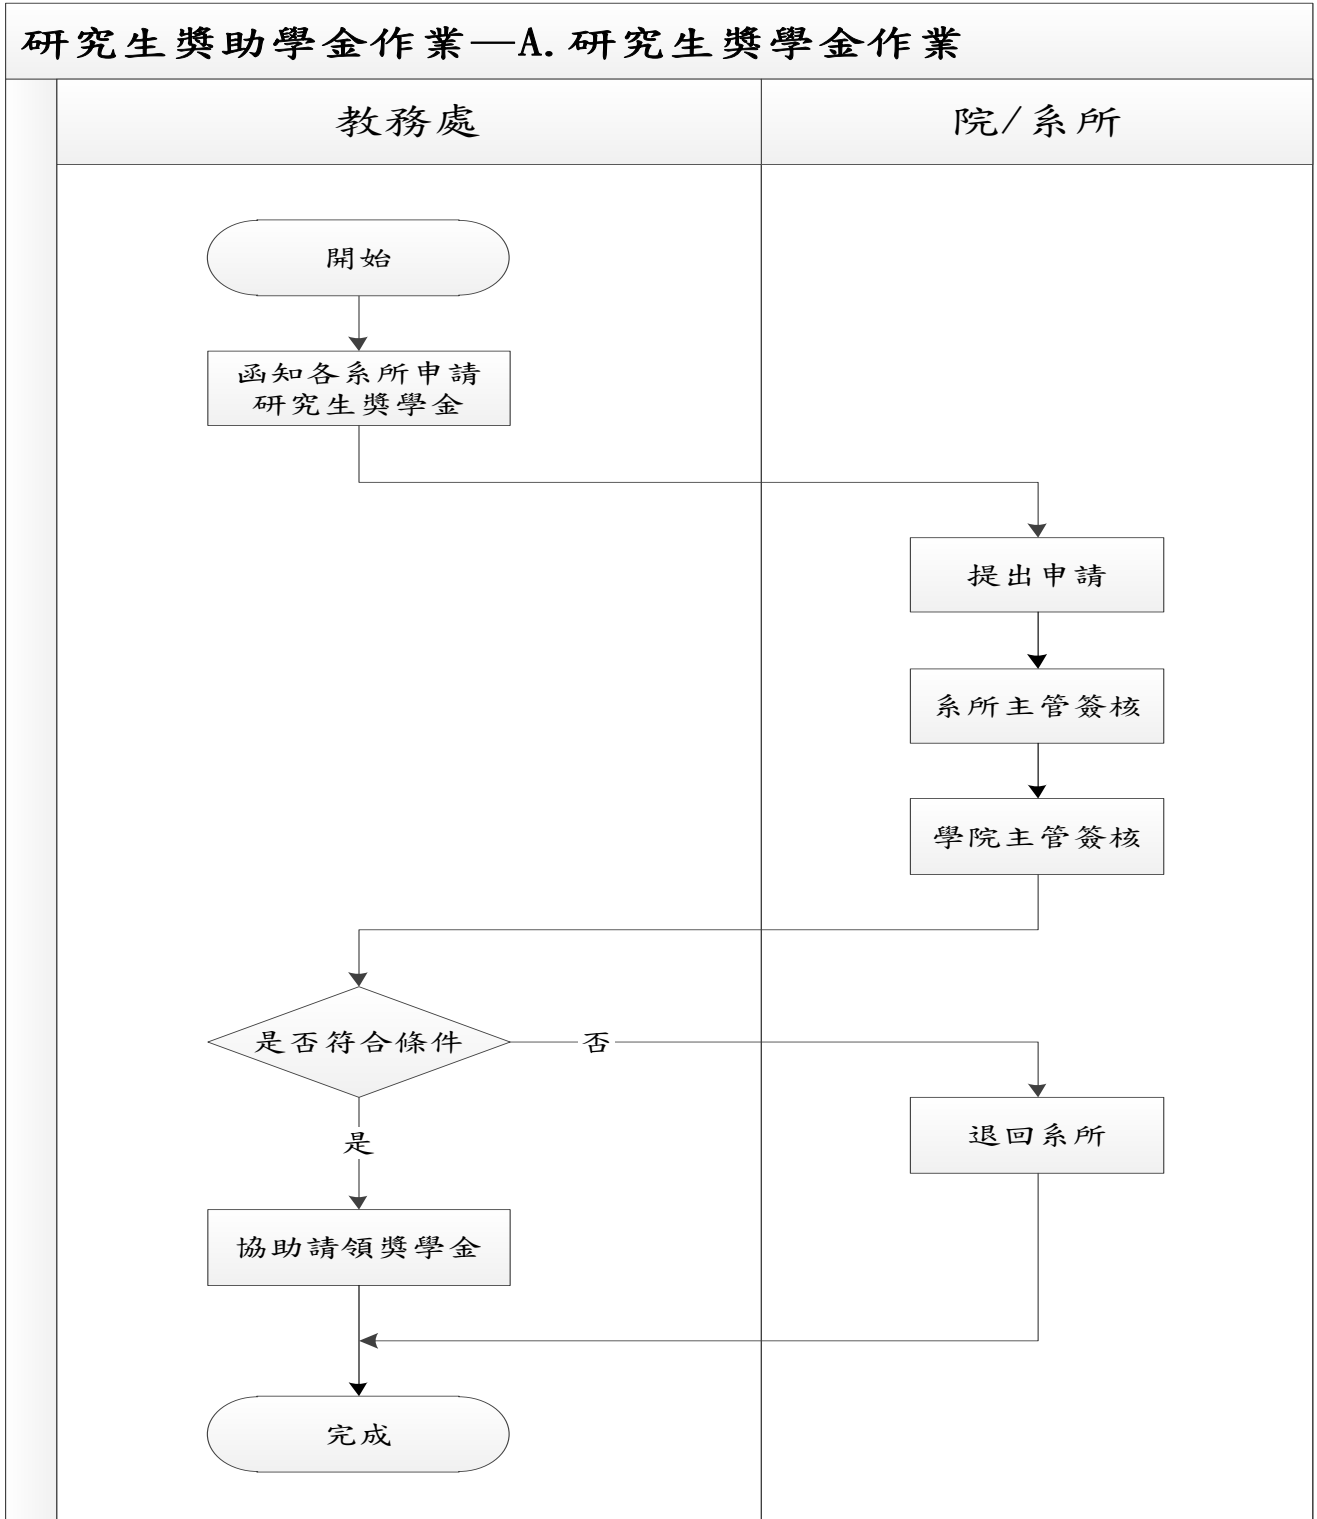 研究生獎助學金作業—A.研究生獎學金作業
教務處
院/系所
開始
函知各系所申請
研究生獎學金
提出申請
系所主管簽核
學院主管簽核
是否符合條件
否
退回系所
是
協助請領獎學金
完成